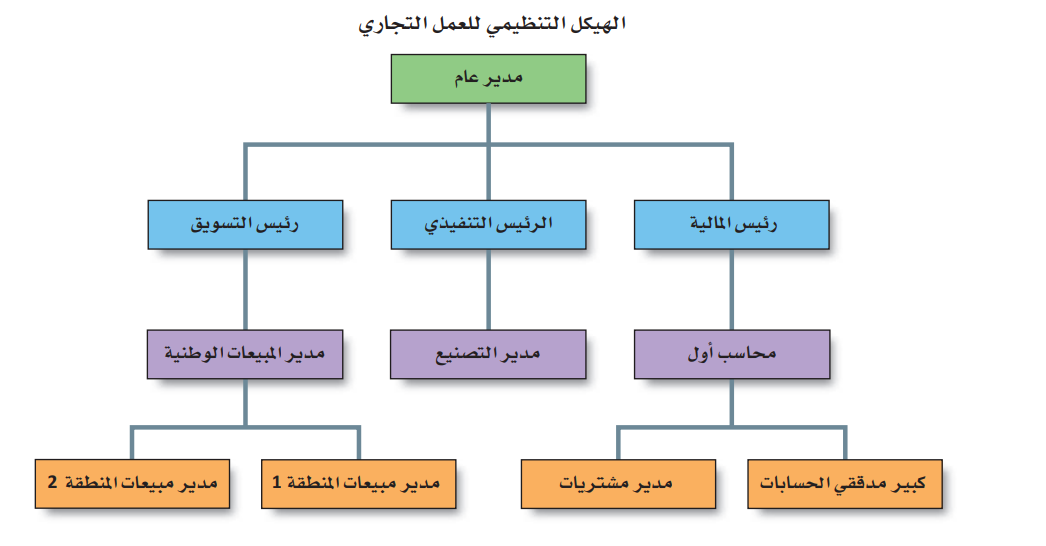 الهيكل التنظيمي للعمل التجاري
مدير عام
رئيس المالية
الرئيس التنفيذي
رئيس التسويق
محاسب أول
مدير التصنيع
مدير المبيعات الوطنية
كبير مدققي الحسابات
مدير مشتريات
مدير مبيعات المنطقة 1
مدير مبيعات المنطقة 2